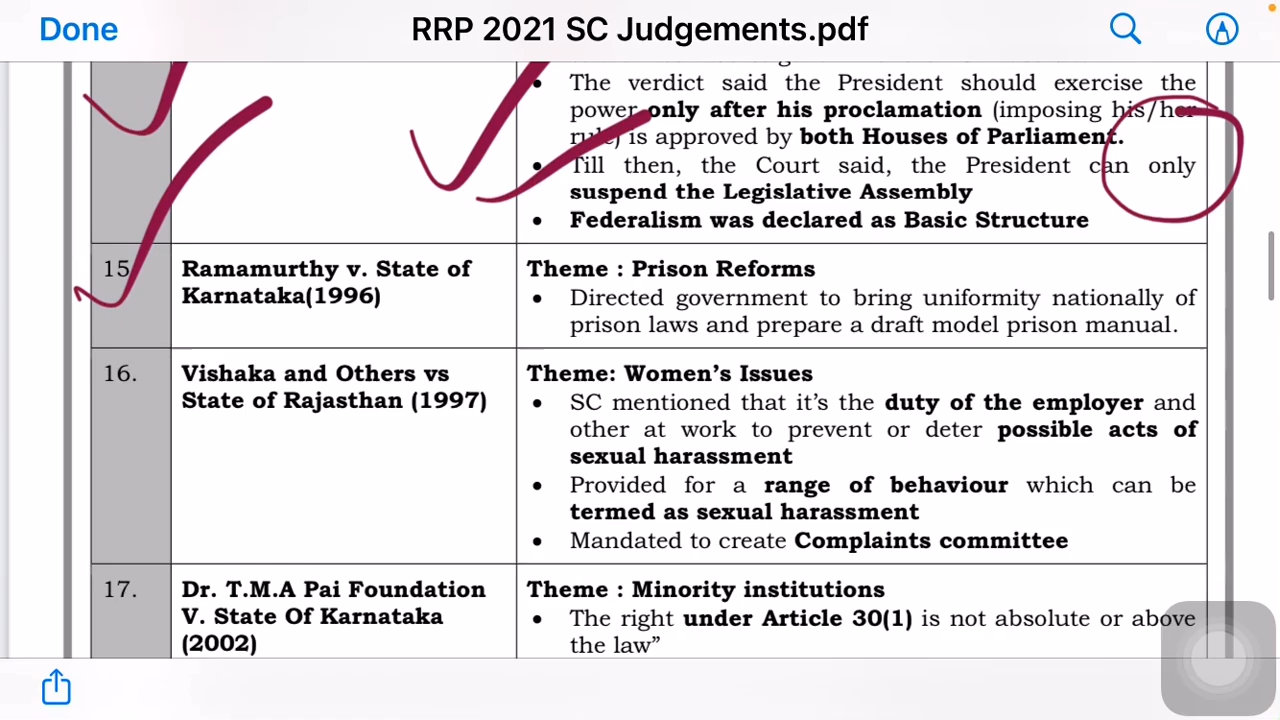 Done
RRP 2021 SC Judgements.pdf
The verdict said the President should exercise the
power only after his proclamation (imposing his/her
rule) is approved by both Houses of Parliament.
Till then, the Court said, the President can only
suspend the Legislative Assembly
Federalism was declared as Basic Structure
15
Ramamurthy v. State of
Karnataka(1996)
Theme : Prison Reforms
Directed government to bring uniformity nationally of
prison laws and prepare a draft model prison manual.
16.
Vishaka and Others vs
State of Rajasthan (1997)
Theme: Women’s Issues
SC mentioned that it’s the duty of the employer and
other at work to prevent or deter possible acts of
sexual harassment
Provided for a range of behaviour which can be
termed as sexual harassment
Mandated to create Complaints committee
17.
Dr. T.M.A Pai Foundation
V. State Of Karnataka
(2002)
Theme : Minority institutions
The right under Article 30(1) is not absolute or above
the law”